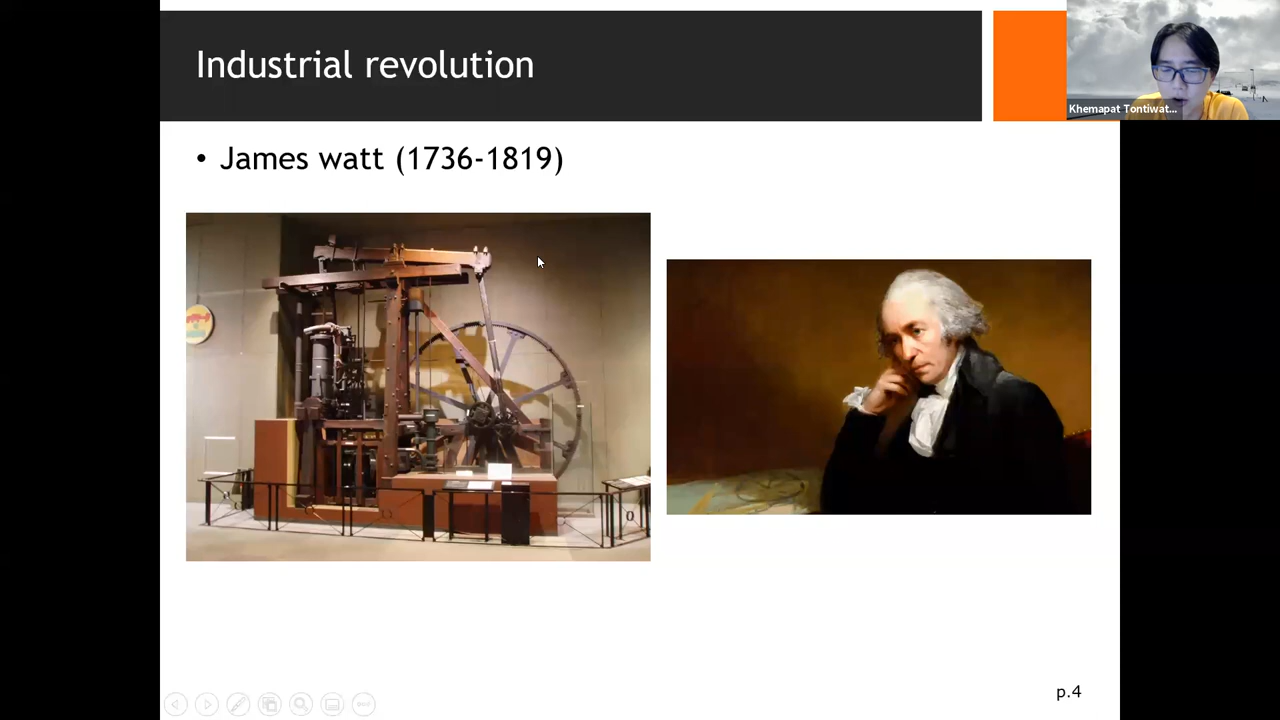 Industrial revolution
Khemapat Tontiwat...
• James watt (1736-1819)
p.4